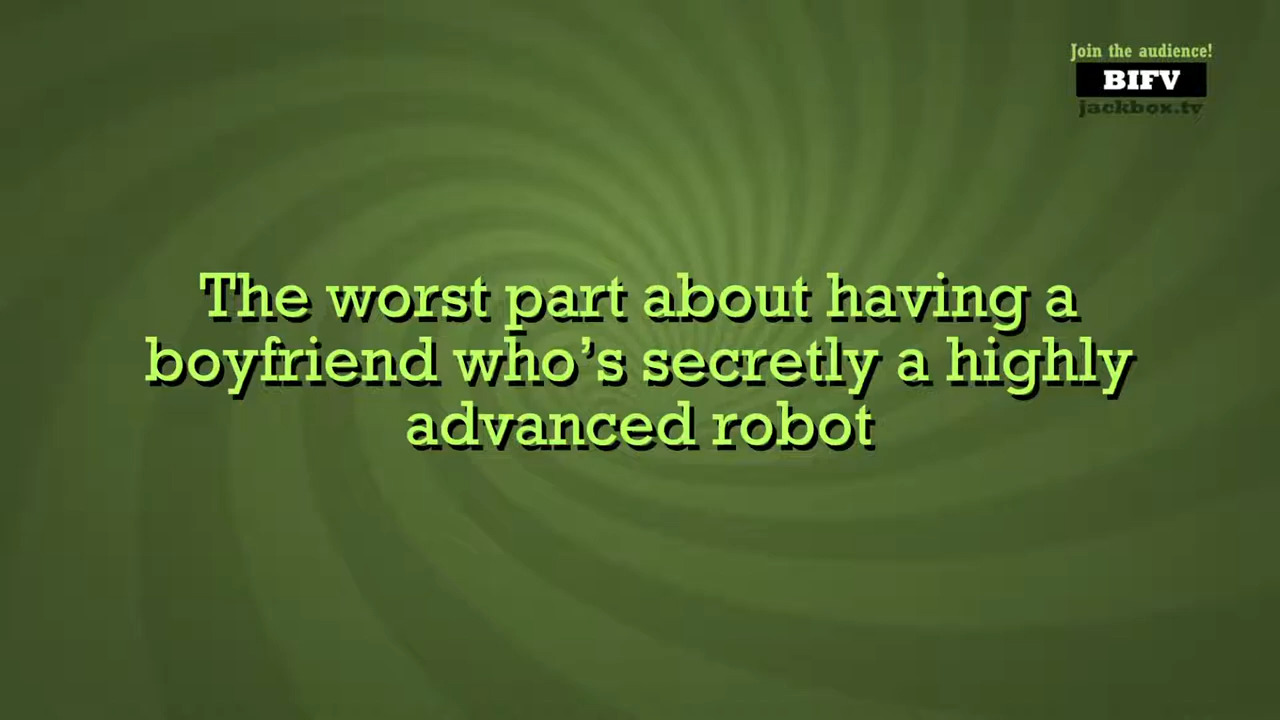 Join the audience!
BIFV
jackbox.tv
The worst part about having a
boyfriend who's secretly a highly
advanced robot